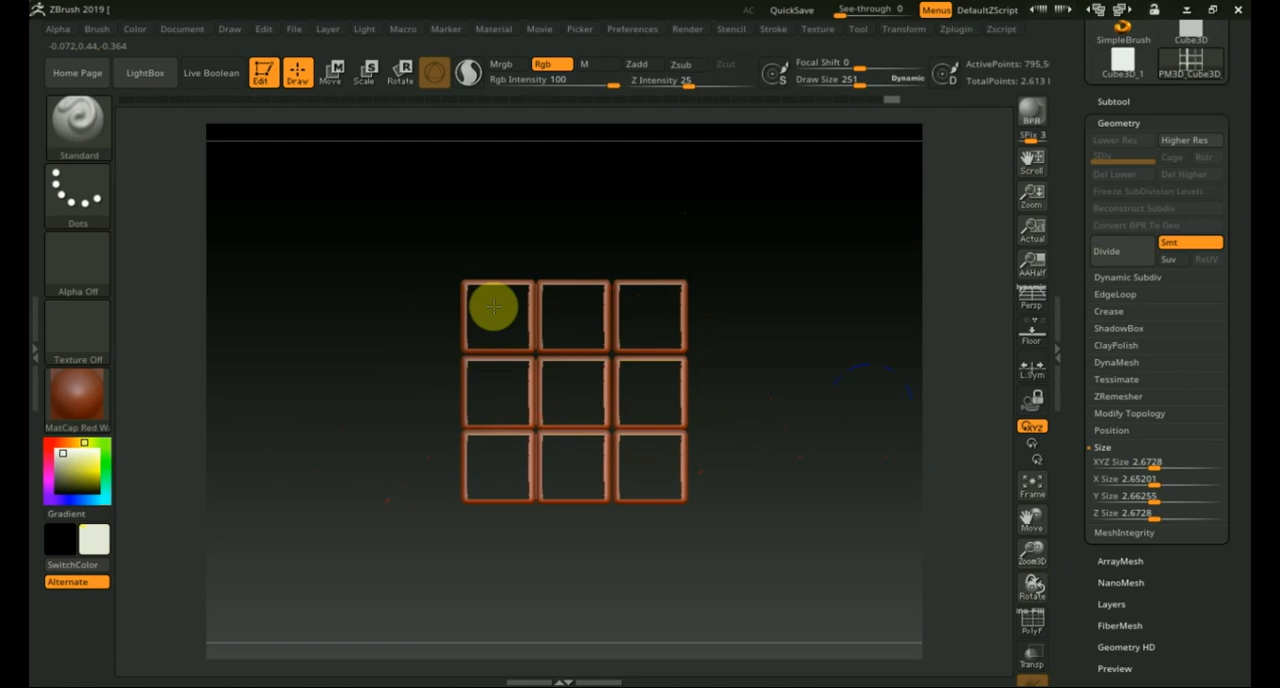 ZBrush 2019 [
AC QuickSave See-through 0 Menus DefaultZScript
Alpha Brush Color Document Draw Edit File Layer Light Macro Marker Material Movie Picker Preferences Render Stencil Stroke Texture Tool Transform Zplugin Zscript
-0.072,0.44,-0.364
Home Page LightBox Live Boolean Edit Draw Move Scale Rotate
Mrgb Rgb M Zadd Zsub
Rgb Intensity 100 Z Intensity 25
Focal Shift 0
Draw Size 251 Dynamic
S
D
ActivePoints: 795,5
TotalPoints: 2.613
SimpleBrush Cube3D_
Cube3D_1 PM3D_Cube3D_
Standard
Dots
Alpha Off
Texture Off
MatCap Red W
Gradient
SwitchColor
Alternate
BPR
SPix 3
Scroll
Zoom
Actual
AAHalf
Dynamic
Persp
Floor
L.Sym
XYZ
Frame
Move
Zoom3D
Rotate
PolyF
Transp
Subtool
Geometry
Lower Res Higher Res
SDiv Cage Rstr
Del Lower Del Higher
Freeze SubDivision Levels
Reconstruct Subdiv
Convert BPR To Geo
Divide Smt
Suv ReUV
Dynamic Subdiv
EdgeLoop
Crease
ShadowBox
ClayPolish
DynaMesh
Tessimate
ZRemesher
Modify Topology
Position
Size
XYZ Size 2.6728
X Size 2.65201
Y Size 2.66255
Z Size 2.6728
MeshIntegrity
ArrayMesh
NanoMesh
Layers
FiberMesh
Geometry HD
Preview